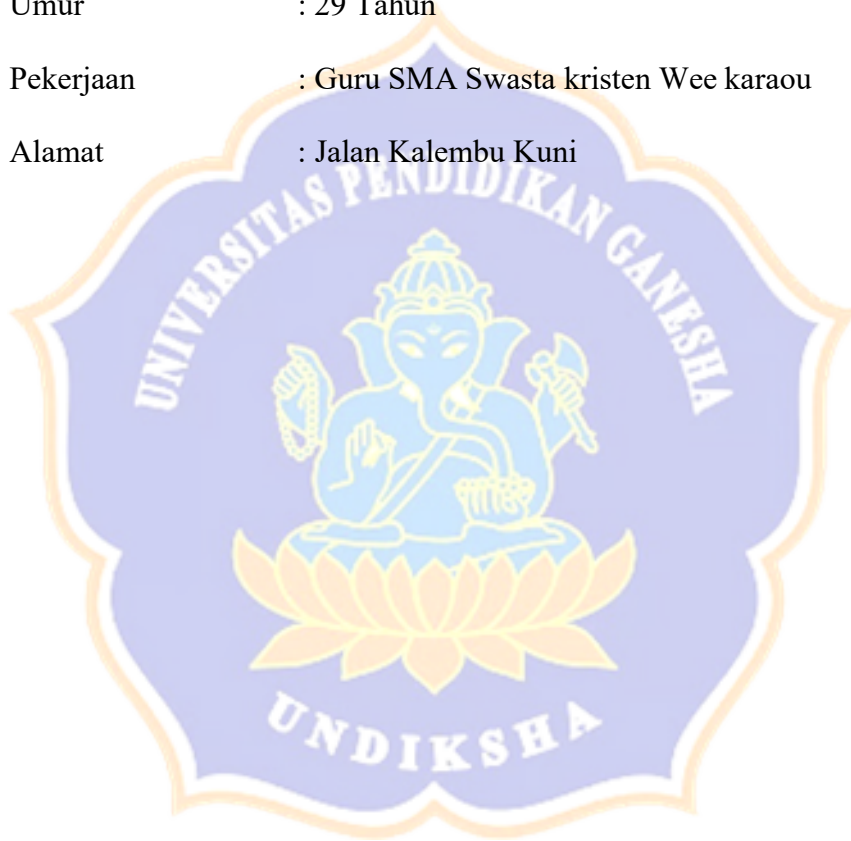 Umur : 29 Tahun
Pekerjaan : Guru SMA Swasta kristen Wee karaou
Alamat : Jalan Kalembu Kuni
UNIVERSITAS PENDIDIKAN GANESHA
UNDIKSHA